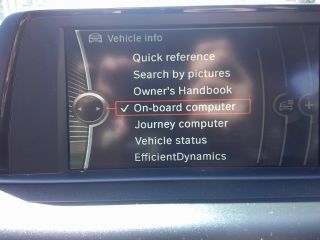 Vehicle info
Quick reference
Search by pictures
Owner's Handbook
On-board computer
Journey computer
Vehicle status
EfficientDynamics